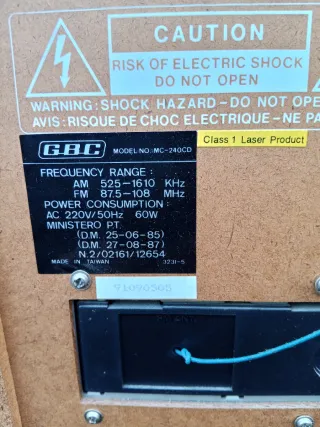 CAUTION
RISK OF ELECTRIC SHOCK
DO NOT OPEN
WARNING: SHOCK HAZARD - DO NOT OPE
AVIS: RISQUE DE CHOC ELECTRIQUE - NE PA
Class 1 Laser Product
GBC MODEL NO.: MC-240CD
FREQUENCY RANGE :
AM 525-1610 KHz
FM 87.5-108 MHz
POWER CONSUMPTION :
AC 220V/50Hz 60W
MINISTERO P.T.
(D.M. 25-06-85)
(D.M. 27-08-87)
N.2/02161/12654
MADE IN TAIWAN 3231-5
91090505